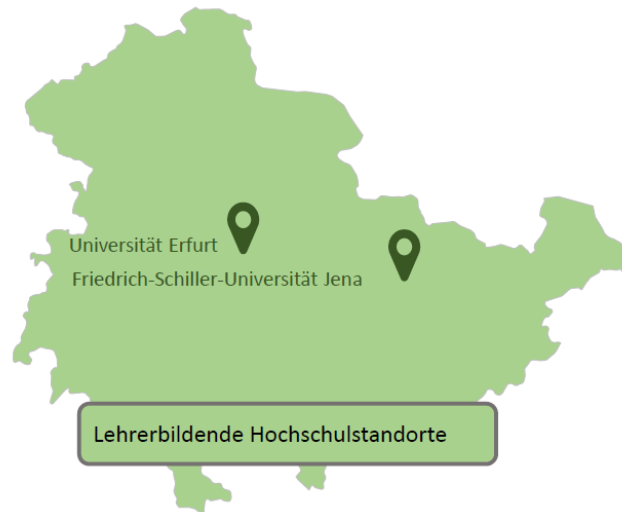 Universität Erfurt
Friedrich-Schiller-Universität Jena
Lehrerbildende Hochschulstandorte